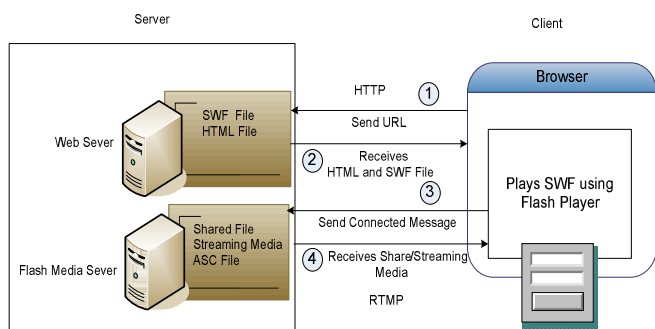 Server
Client
Browser
HTTP
1
SWF File
HTML File
Send URL
Web Sever
2
Receives
HTML and SWF File
3
Plays SWF using
Flash Player
Shared File
Streaming Media
ASC File
Send Connected Message
4
Receives Share/Streaming
Media
Flash Media Sever
RTMP